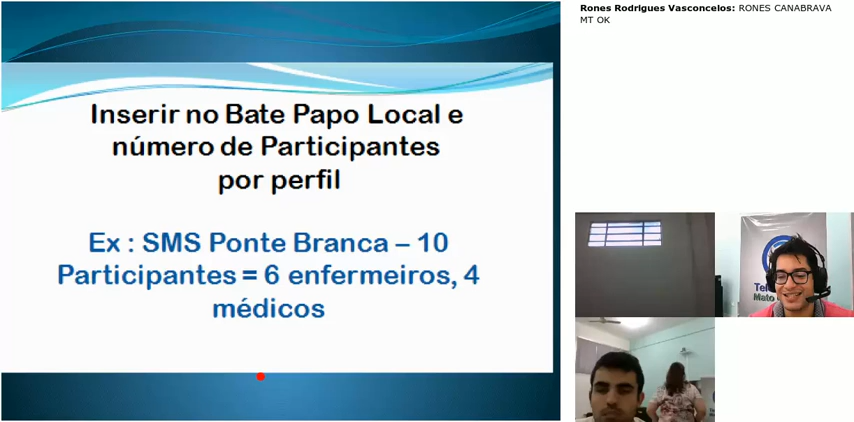 Inserir no Bate Papo Local e
número de Participantes
por perfil
Ex : SMS Ponte Branca – 10
Participantes = 6 enfermeiros, 4
médicos
Rones Rodrigues Vasconcelos: RONES CANABRAVA
MT OK
Mato